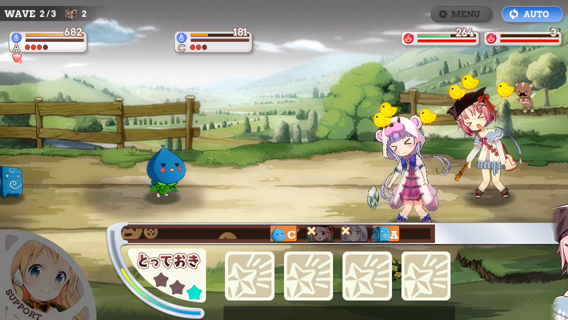 WAVE 2/3 2
MENU
AUTO
682
A
181
C
264
3
C
A
とっておき
SUPPORT